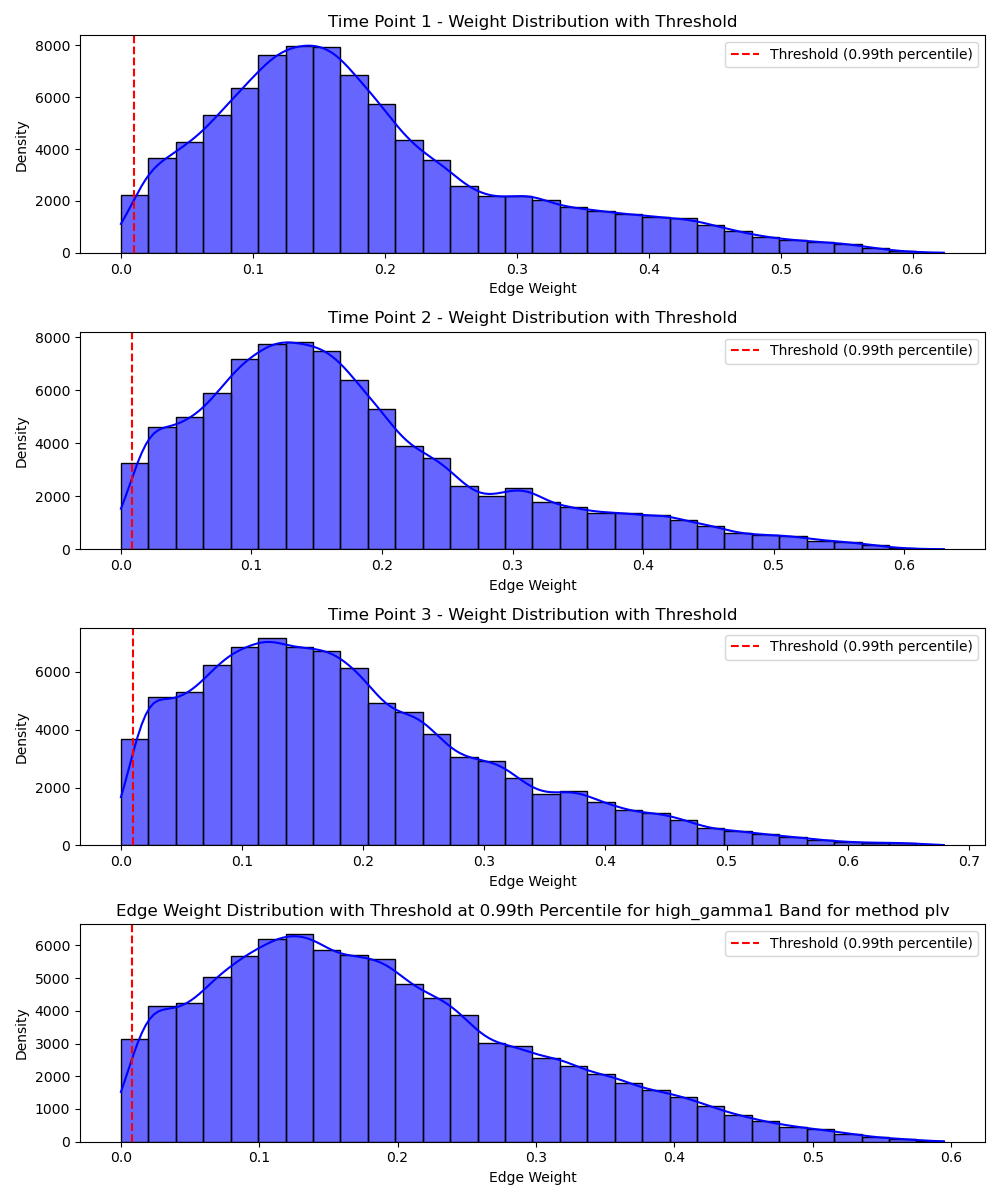 Time Point 1 - Weight Distribution with Threshold
Threshold (0.99th percentile)
Density
8000
6000
4000
2000
0
0.0 0.1 0.2 0.3 0.4 0.5 0.6
Edge Weight
Time Point 2 - Weight Distribution with Threshold
Threshold (0.99th percentile)
Density
8000
6000
4000
2000
0
0.0 0.1 0.2 0.3 0.4 0.5 0.6
Edge Weight
Time Point 3 - Weight Distribution with Threshold
Threshold (0.99th percentile)
Density
6000
4000
2000
0
0.0 0.1 0.2 0.3 0.4 0.5 0.6 0.7
Edge Weight
Edge Weight Distribution with Threshold at 0.99th Percentile for high_gamma1 Band for method plv
Threshold (0.99th percentile)
Density
6000
5000
4000
3000
2000
1000
0
0.0 0.1 0.2 0.3 0.4 0.5 0.6
Edge Weight